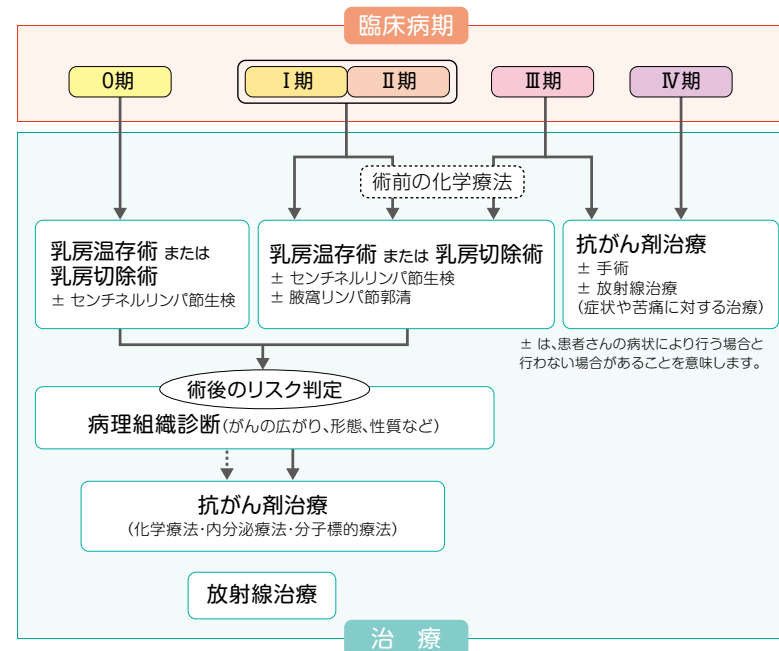 臨床病期
0期
Ⅰ期
Ⅱ期
Ⅲ期
Ⅳ期
術前の化学療法
乳房温存術 または
乳房切除術
± センチネルリンパ節生検
乳房温存術 または 乳房切除術
± センチネルリンパ節生検
± 腋窩リンパ節郭清
抗がん剤治療
± 手術
± 放射線治療
(症状や苦痛に対する治療)
± は、患者さんの病状により行う場合と
行わない場合があることを意味します。
術後のリスク判定
病理組織診断(がんの広がり、形態、性質など)
抗がん剤治療
(化学療法・内分泌療法・分子標的療法)
放射線治療
治 療